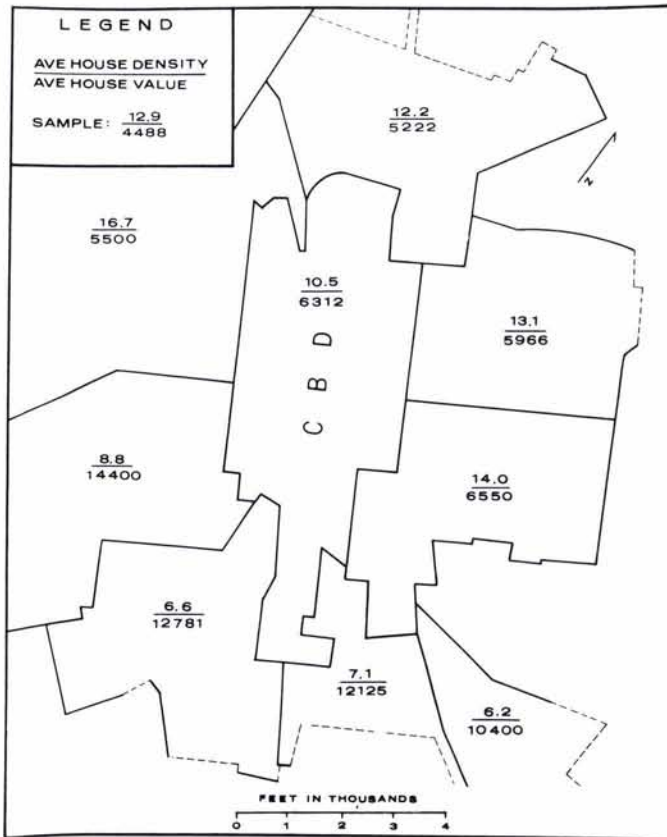 LEGEND
AVE HOUSE DENSITY
AVE HOUSE VALUE
SAMPLE: 12.9
4488
12.2
5222
N
16.7
5500
10.5
6312
CBD
13.1
5966
8.8
14400
14.0
6550
6.6
12781
7.1
12125
6.2
10400
FEET IN THOUSANDS
0 1 2 3 4